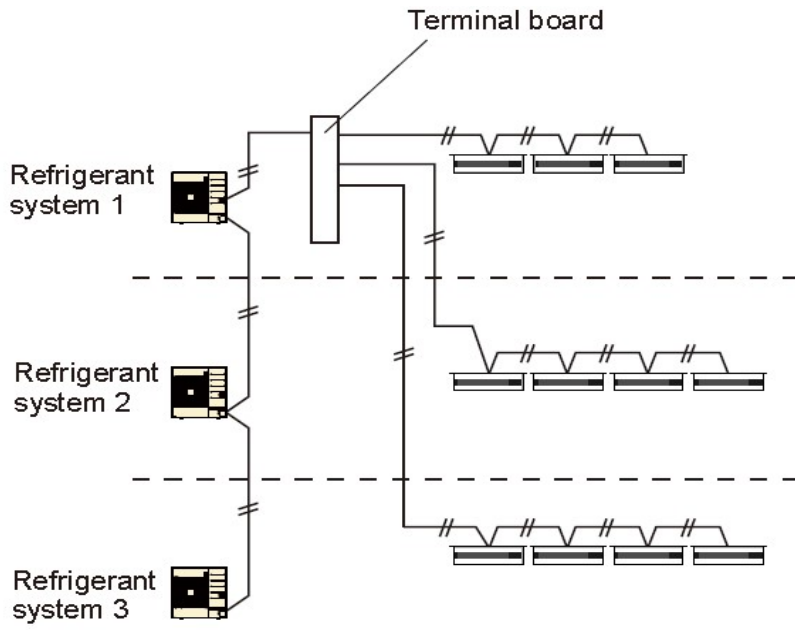 Terminal board
Refrigerant
system 1
Refrigerant
system 2
Refrigerant
system 3